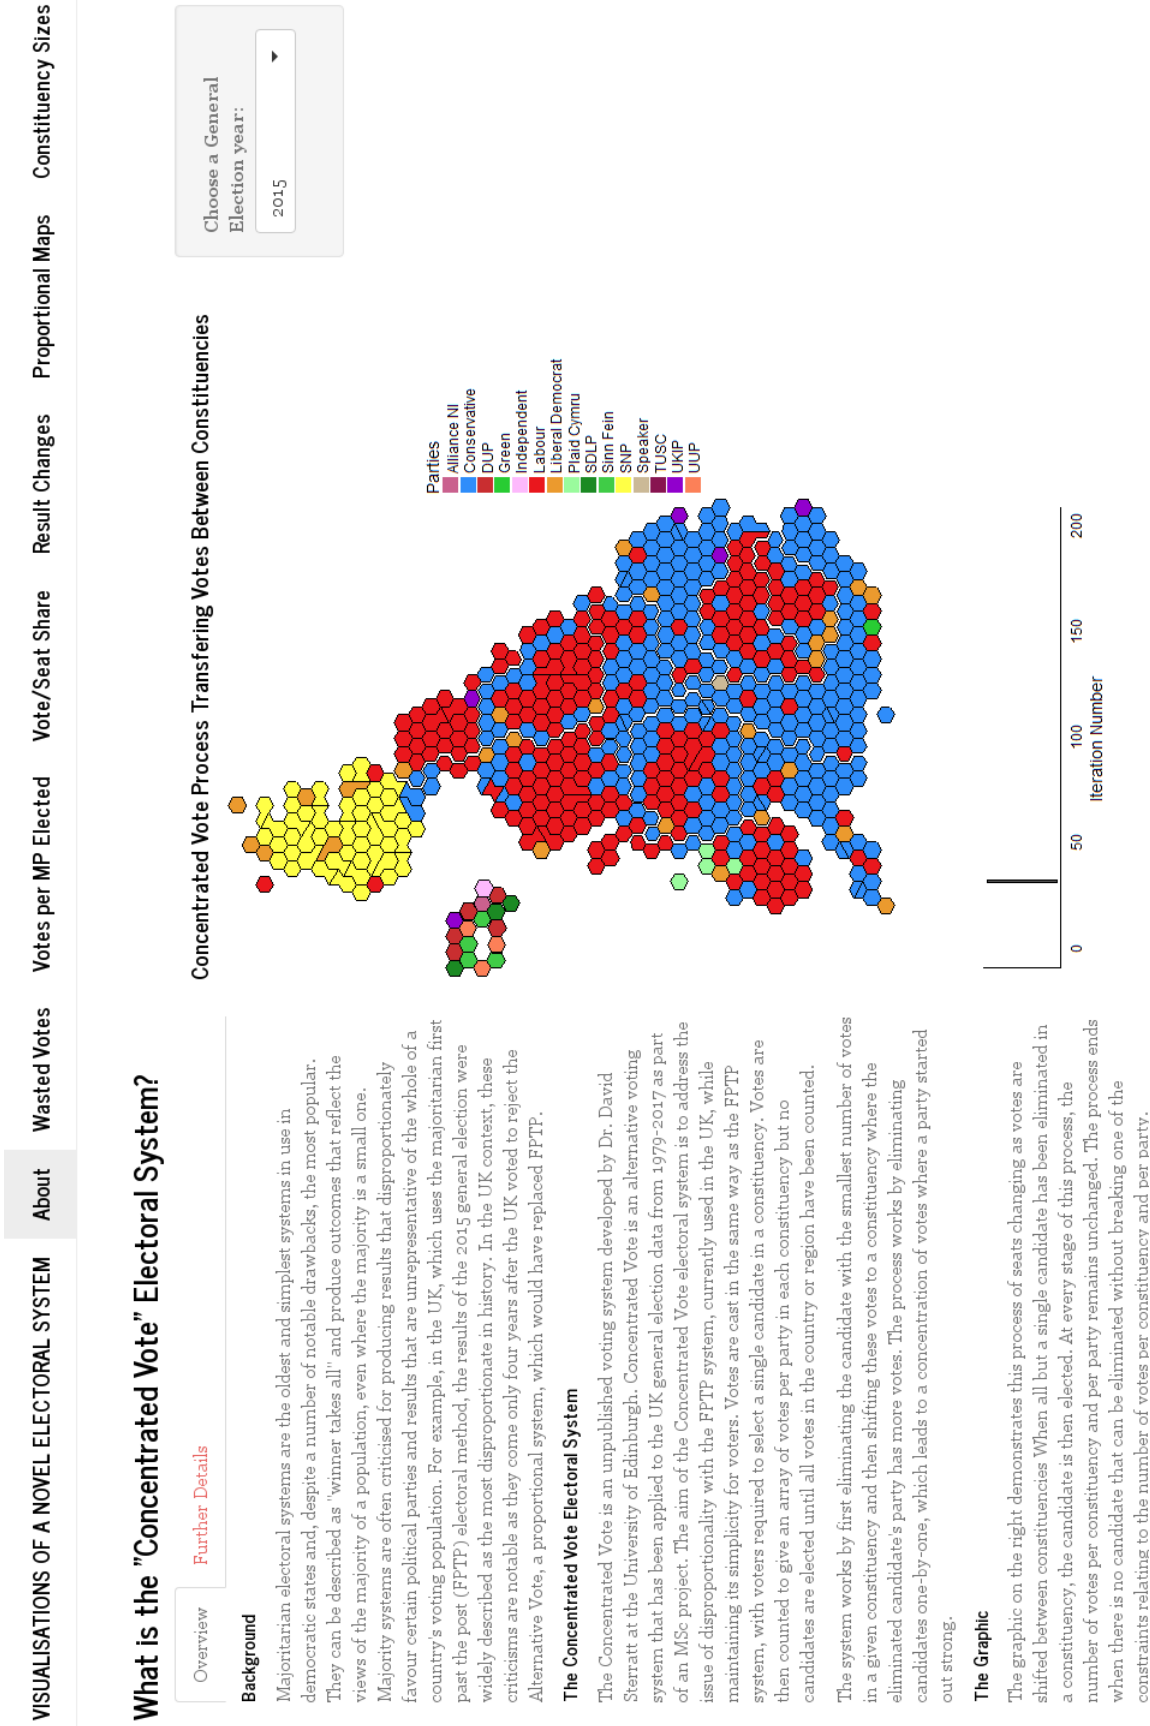 VISUALISATIONS OF A NOVEL ELECTORAL SYSTEM About Wasted Votes Votes per MP Elected Vote/Seat Share Result Changes Proportional Maps Constituency Sizes
What is the "Concentrated Vote" Electoral System?
Overview Further Details
Background
Majoritarian electoral systems are the oldest and simplest systems in use in
democratic states and, despite a number of notable drawbacks, the most popular.
They can be described as "winner takes all" and produce outcomes that reflect the
views of the majority of a population, even where the majority is a small one.
Majority systems are often criticised for producing results that disproportionately
favour certain political parties and results that are unrepresentative of the whole of a
country's voting population. For example, in the UK, which uses the majoritarian first
past the post (FPTP) electoral method, the results of the 2015 general election were
widely described as the most disproportionate in history. In the UK context, these
criticisms are notable as they come only four years after the UK voted to reject the
Alternative Vote, a proportional system, which would have replaced FPTP.
The Concentrated Vote Electoral System
The Concentrated Vote is an unpublished voting system developed by Dr. David
Sterratt at the University of Edinburgh. Concentrated Vote is an alternative voting
system that has been applied to the UK general election data from 1979-2017 as part
of an MSc project. The aim of the Concentrated Vote electoral system is to address the
issue of disproportionality with the FPTP system, currently used in the UK, while
maintaining its simplicity for voters. Votes are cast in the same way as the FPTP
system, with voters required to select a single candidate in a constituency. Votes are
then counted to give an array of votes per party in each constituency but no
candidates are elected until all votes in the country or region have been counted.
The system works by first eliminating the candidate with the smallest number of votes
in a given constituency and then shifting these votes to a constituency where the
eliminated candidate's party has more votes. The process works by eliminating
candidates one-by-one, which leads to a concentration of votes where a party started
out strong.
The Graphic
The graphic on the right demonstrates this process of seats changing as votes are
shifted between constituencies When all but a single candidate has been eliminated in
a constituency, the candidate is then elected. At every stage of this process, the
number of votes per constituency and per party remains unchanged. The process ends
when there is no candidate that can be eliminated without breaking one of the
constraints relating to the number of votes per constituency and per party.
Concentrated Vote Process Transfering Votes Between Constituencies
Parties
Alliance NI
Conservative
DUP
Green
Independent
Labour
Liberal Democrat
Plaid Cymru
SDLP
Sinn Fein
SNP
Speaker
TUSC
UKIP
UUP
0 50 100 150 200
Iteration Number
Choose a General
Election year:
2015